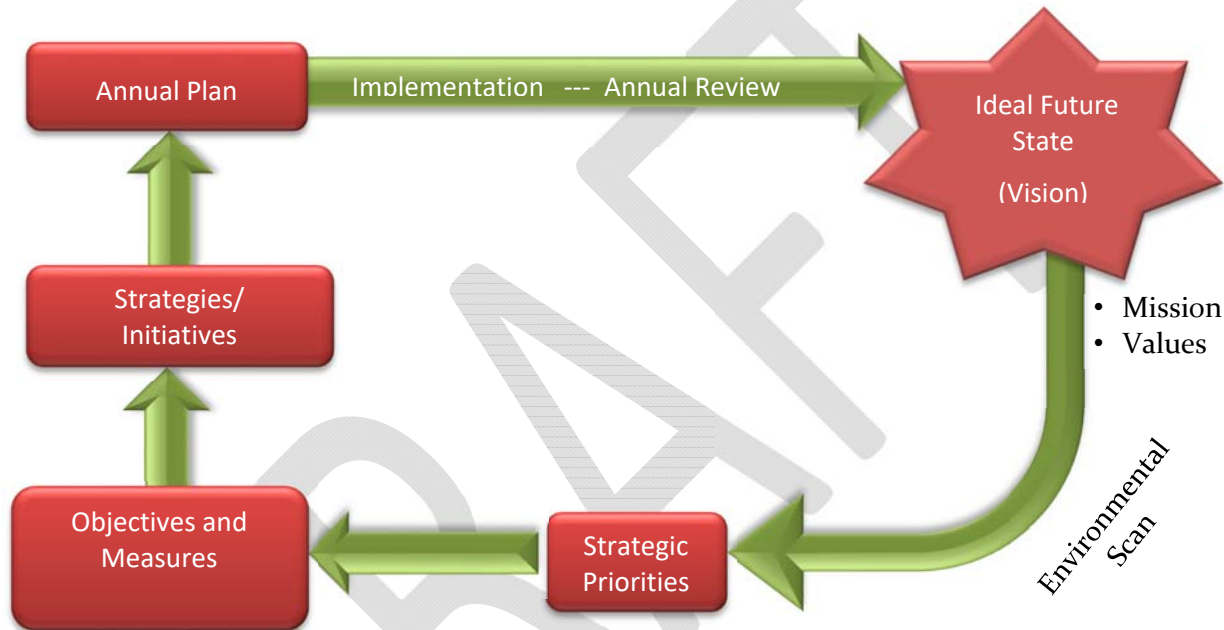 Annual Plan
Implementation --- Annual Review
Ideal Future
State
(Vision)
• Mission
• Values
Environmental
Scan
Strategic
Priorities
Objectives and
Measures
Strategies/
Initiatives
DRAFT